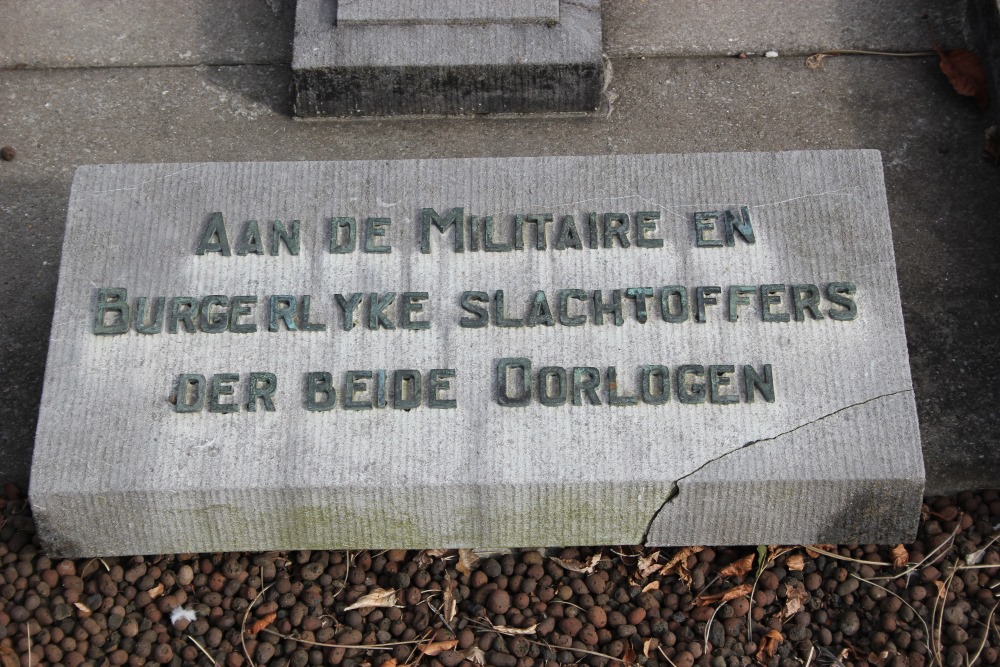 AAN DE MILITAIRE EN
BURGERLYKE SLACHTOFFERS
DER BEIDE OORLOGEN